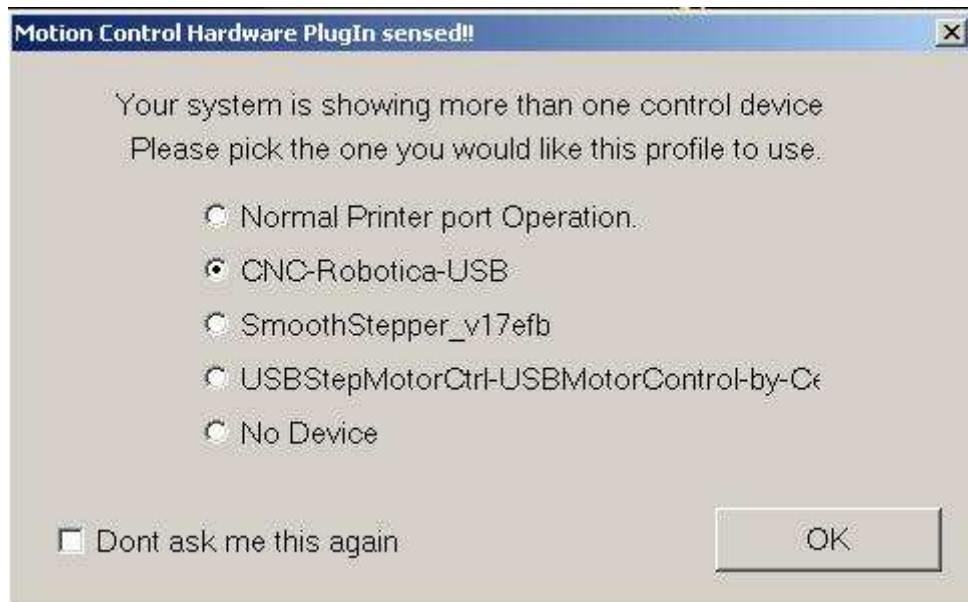 Motion Control Hardware PlugIn sensed!!
Your system is showing more than one control device
Please pick the one you would like this profile to use.
Normal Printer port Operation.
CNC-Robotica-USB
SmoothStepper_v17efb
USBStepMotorCtrl-USBMotorControl-by-Ce
No Device
Dont ask me this again
OK